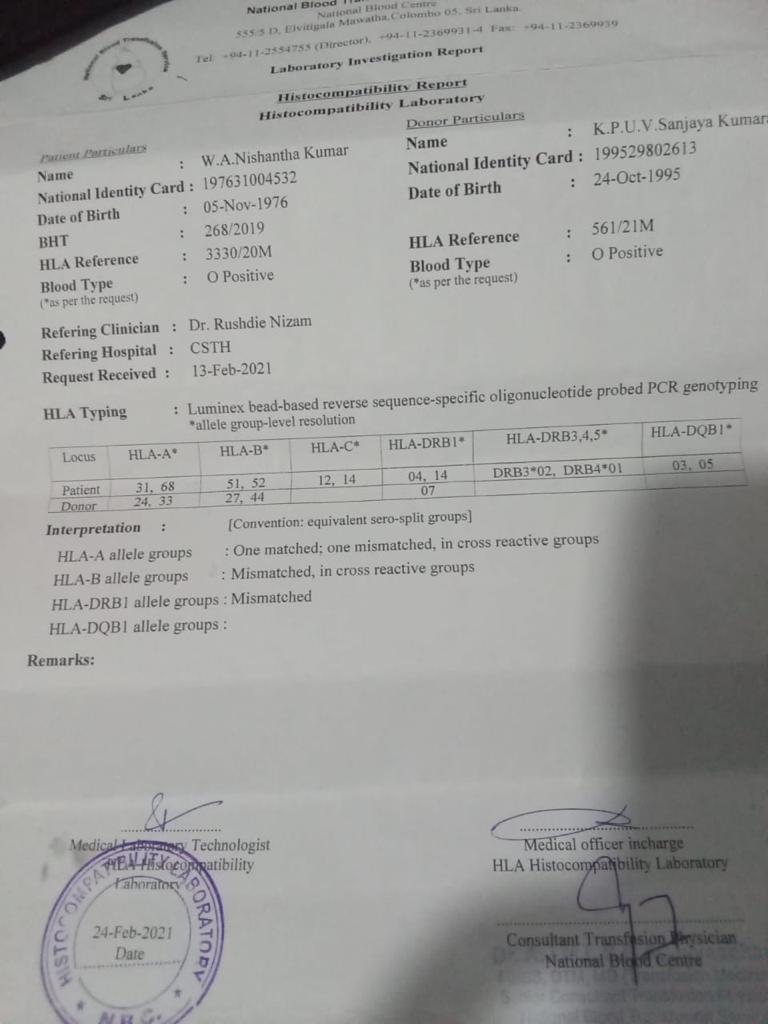 National Blood
National Blood Centre
555/5 D, Elvitigala Mawatha,Colombo 05, Sri Lanka.
Tel: +94-11-2554755 (Director), +94-11-2369931-4 Fax: +94-11-2369939
Laboratory Investigation Report
National Blood Transfusion Service
Sri Lanka
Histocompatibility Report
Histocompatibility Laboratory
Patient Particulars
Name : W.A.Nishantha Kumar
National Identity Card : 197631004532
Date of Birth : 05-Nov-1976
BHT : 268/2019
HLA Reference : 3330/20M
Blood Type : O Positive
(*as per the request)
Donor Particulars
Name : K.P.U.V.Sanjaya Kumar
National Identity Card : 199529802613
Date of Birth : 24-Oct-1995
HLA Reference : 561/21M
Blood Type : O Positive
(*as per the request)
Refering Clinician : Dr. Rushdie Nizam
Refering Hospital : CSTH
Request Received : 13-Feb-2021
HLA Typing : Luminex bead-based reverse sequence-specific oligonucleotide probed PCR genotyping
*allele group-level resolution
Locus HLA-A* HLA-B* HLA-C* HLA-DRB1* HLA-DRB3,4,5* HLA-DQB1*
Patient 31, 68 51, 52 12, 14 04, 14 DRB3*02, DRB4*01 03, 05
Donor 24, 33 27, 44 07
Interpretation : [Convention: equivalent sero-split groups]
HLA-A allele groups : One matched; one mismatched, in cross reactive groups
HLA-B allele groups : Mismatched, in cross reactive groups
HLA-DRB1 allele groups : Mismatched
HLA-DQB1 allele groups :
Remarks:
Medical Laboratory Technologist
HLA Histocompatibility
Laboratory
Medical officer incharge
HLA Histocompatibility Laboratory
HISTOCOMPATIBILITY LABORATORY
24-Feb-2021
Date
N.B.C.
Consultant Transfusion Physician
National Blood Centre